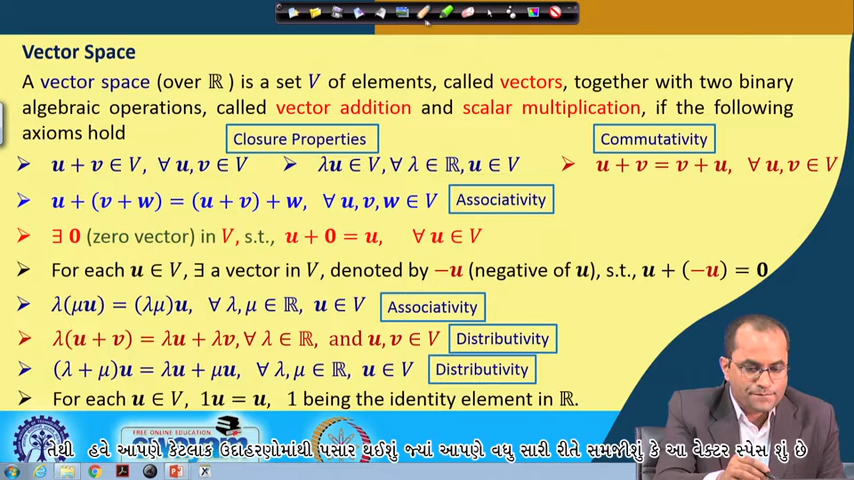 Vector Space
A vector space (over ℝ ) is a set V of elements, called vectors, together with two binary
algebraic operations, called vector addition and scalar multiplication, if the following
axioms hold
Closure Properties
Commutativity
➢ u + v ∈ V, ∀ u, v ∈ V ➢ λu ∈ V, ∀ λ ∈ ℝ, u ∈ V ➢ u + v = v + u, ∀ u, v ∈ V
➢ u + (v + w) = (u + v) + w, ∀ u, v, w ∈ V Associativity
➢ ∃ 0 (zero vector) in V, s.t., u + 0 = u, ∀ u ∈ V
➢ For each u ∈ V, ∃ a vector in V, denoted by −u (negative of u), s.t., u + (−u) = 0
➢ λ(μu) = (λμ)u, ∀ λ, μ ∈ ℝ, u ∈ V Associativity
➢ λ(u + v) = λu + λv, ∀ λ ∈ ℝ, and u, v ∈ V Distributivity
➢ (λ + μ)u = λu + μu, ∀ λ, μ ∈ ℝ, u ∈ V Distributivity
➢ For each u ∈ V, 1u = u, 1 being the identity element in ℝ.
FREE ONLINE EDUCATION
swayam
તેથી હવે આપણે કેટલાક ઉદાહરણોમાંથી પસાર થઈશું જ્યાં આપણે વધુ સારી રીતે સમજીશું કે આ વેક્ટર સ્પેસ શું છે